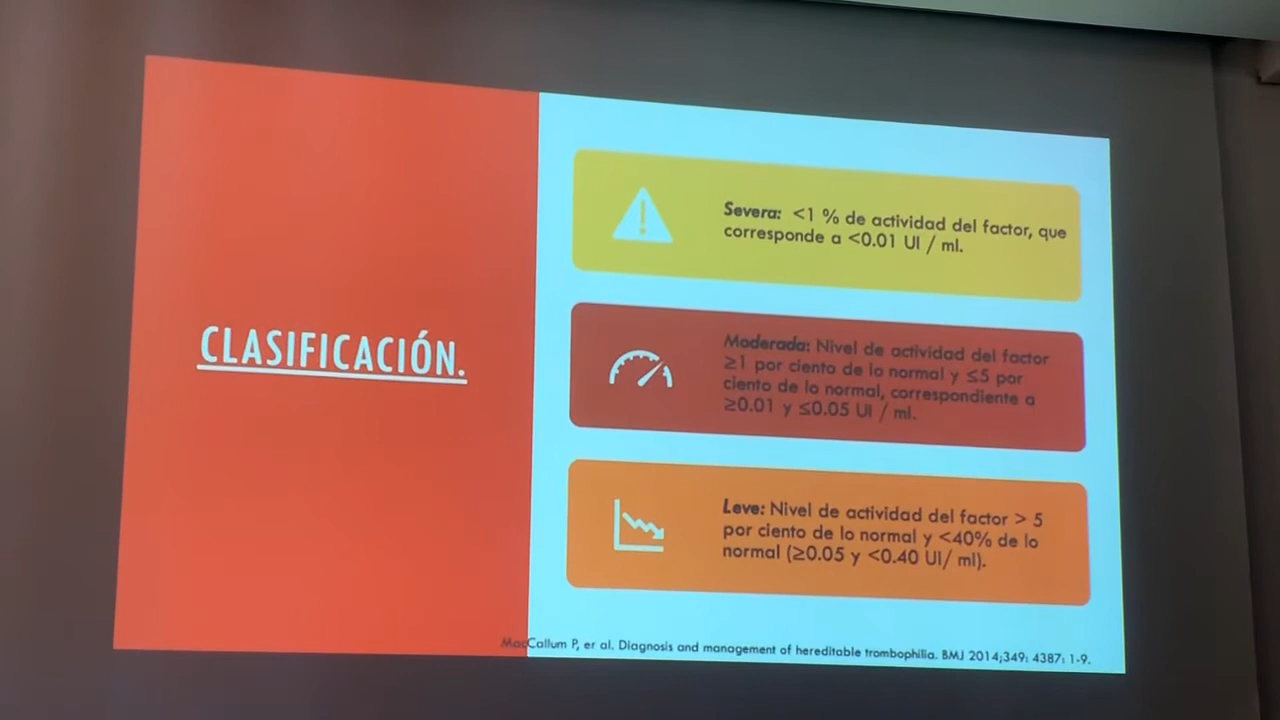 CLASIFICACIÓN.
Severa: <1 % de actividad del factor, que
corresponde a <0.01 UI / ml.
Moderada: Nivel de actividad del factor
≥1 por ciento de lo normal y ≤5 por
ciento de lo normal, correspondiente a
≥0.01 y ≤0.05 UI / ml.
Leve: Nivel de actividad del factor > 5
por ciento de lo normal y <40% de lo
normal (≥0.05 y <0.40 UI/ ml).
MacCallum P, er al. Diagnosis and management of hereditable trombophilia. BMJ 2014;349: 4387: 1-9.